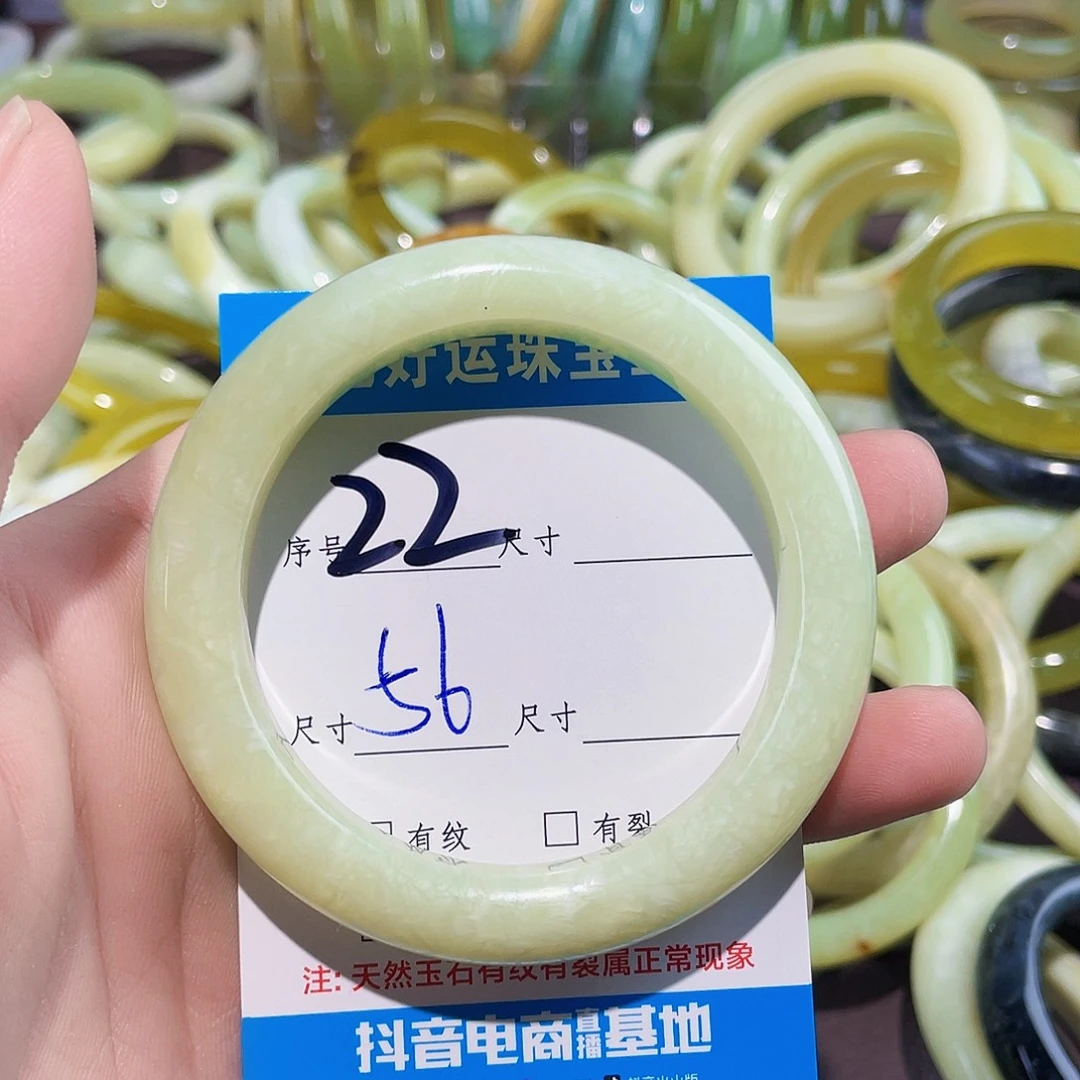 好运珠宝
序号22 尺寸
尺寸56 尺寸
有纹 有裂
注: 天然玉石有纹有裂属正常现象
抖音电商直播基地